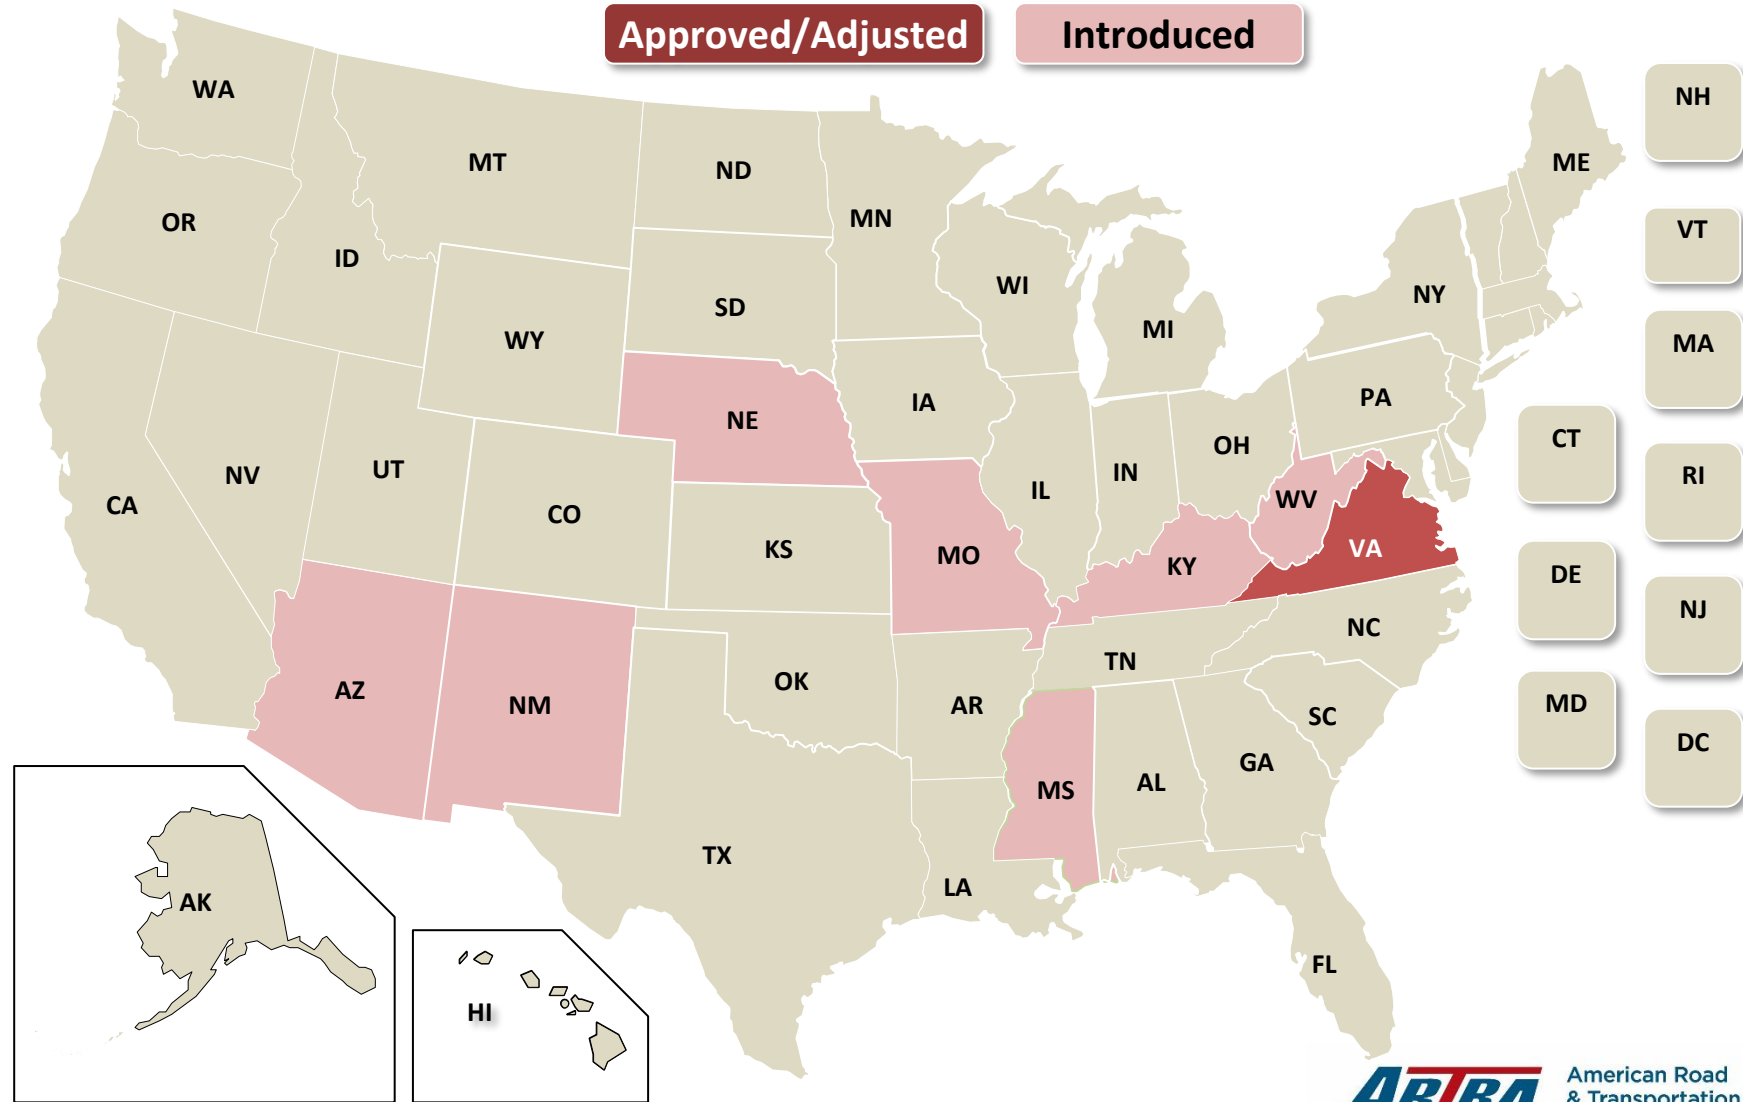 Approved/Adjusted
Introduced
WA
MT
ND
MN
OR
ID
SD
WI
WY
MI
NY
ME
NH
VT
MA
CT
RI
DE
NJ
MD
DC
NE
IA
PA
OH
IN
IL
NV
UT
CA
CO
KS
MO
KY
WV
VA
NC
TN
AZ
NM
OK
AR
SC
MS
AL
GA
TX
LA
FL
AK
HI
ARTBA
American Road
& Transportation